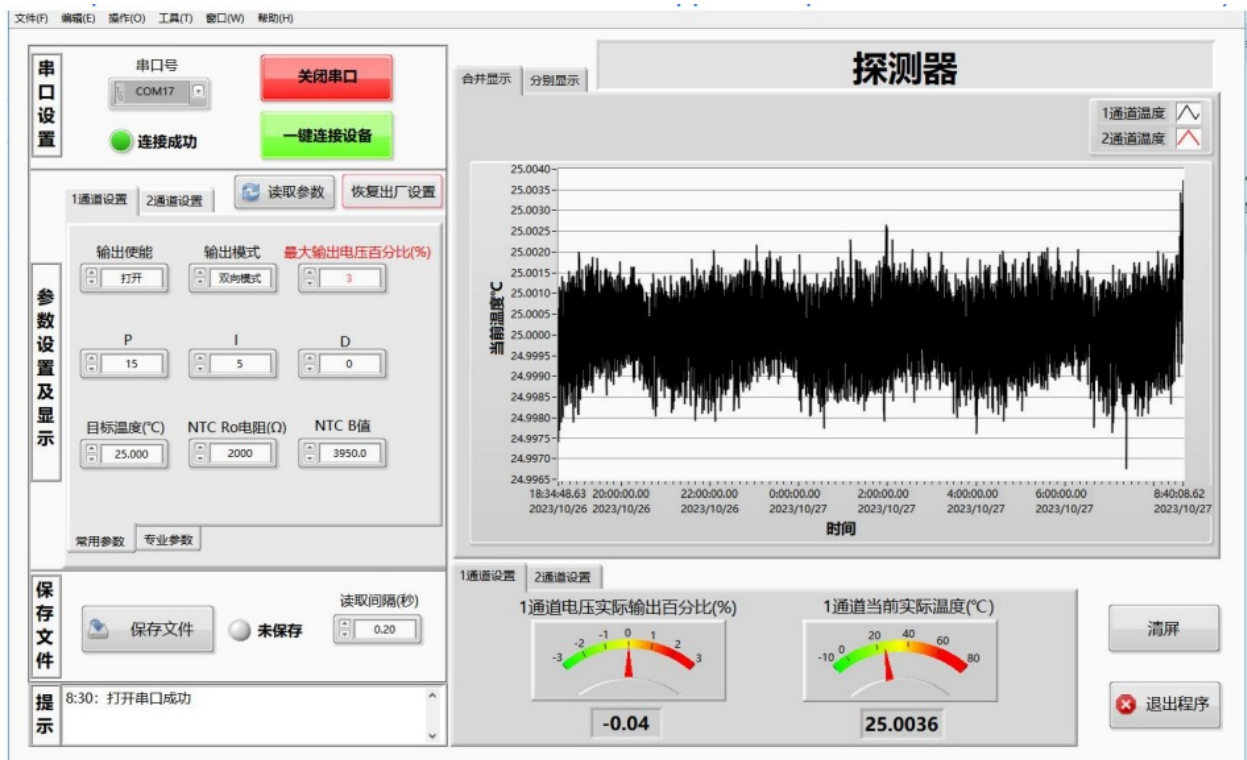 文件(F) 编辑(E) 操作(O) 工具(T) 窗口(W) 帮助(H)
串口设置
串口号
COM17
连接成功
关闭串口
一键连接设备
参数设置及显示
1通道设置 2通道设置
读取参数
恢复出厂设置
输出使能 输出模式 最大输出电压百分比(%)
打开 双向模式 3
P I D
15 5 0
目标温度(℃) NTC Ro电阻(Ω) NTC B值
25.000 2000 3950.0
常用参数 专业参数
保存文件
保存文件
未保存
读取间隔(秒)
0.20
提示
8:30: 打开串口成功
探测器
合并显示 分别显示
1通道温度
2通道温度
当前温度℃
25.0040
25.0035
25.0030
25.0025
25.0020
25.0015
25.0010
25.0005
25.0000
24.9995
24.9990
24.9985
24.9980
24.9975
24.9970
24.9965
18:34:48.63 20:00:00.00 22:00:00.00 0:00:00.00 2:00:00.00 4:00:00.00 6:00:00.00 8:40:08.62
2023/10/26 2023/10/26 2023/10/26 2023/10/27 2023/10/27 2023/10/27 2023/10/27 2023/10/27
时间
1通道设置 2通道设置
1通道电压实际输出百分比(%)
-3 -2 -1 0 1 2 3
-0.04
1通道当前实际温度(℃)
-10 0 20 40 60 80
25.0036
清屏
退出程序